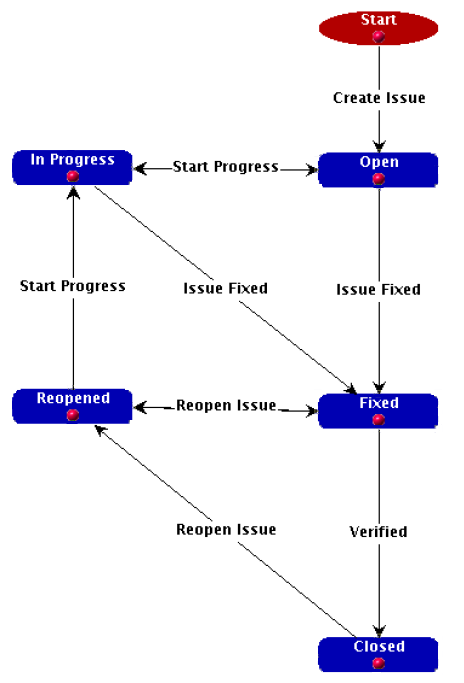 Start
Create Issue
In Progress
Start Progress
Open
Start Progress
Issue Fixed
Issue Fixed
Reopened
Reopen Issue
Fixed
Reopen Issue
Verified
Closed